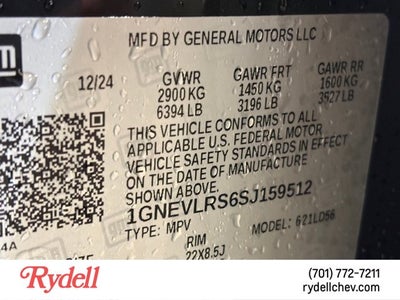 MFD BY GENERAL MOTORS LLC
GM
12/24 GVWR GAWR FRT GAWR RR
2900 KG 1450 KG 1600 KG
6394 LB 3196 LB 3527 LB
THIS VEHICLE CONFORMS TO ALL
APPLICABLE U.S. FEDERAL MOTOR
VEHICLE SAFETY STANDARDS IN EFFECT
ON THE DATE OF MANUFACTURE
SHOWN ABOVE.
1GNEVLRS6SJ159512
TYPE: MPV 621LD56
RIM
22X8.5J
Rydell
(701) 772-7211
rydellchev.com